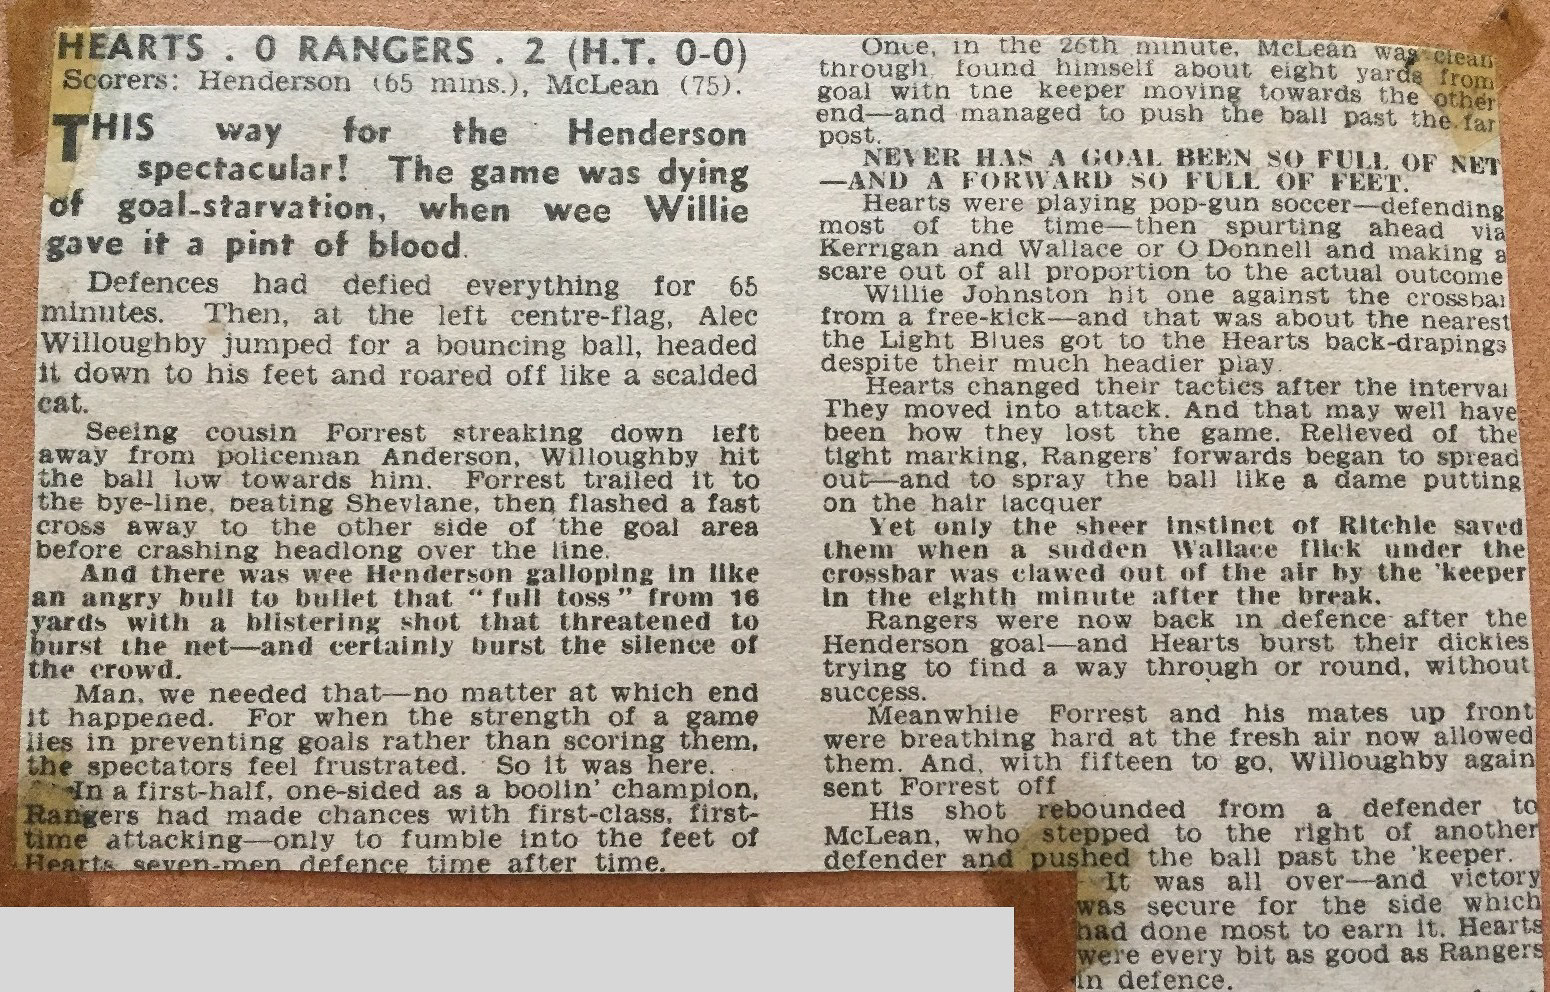 HEARTS . 0 RANGERS . 2 (H.T. 0-0)
Scorers: Henderson (65 mins.), McLean (75).
THIS way for the Henderson
spectacular! The game was dying
of goal-starvation, when wee Willie
gave it a pint of blood.
Defences had defied everything for 65
minutes. Then, at the left centre-flag, Alec
Willoughby jumped for a bouncing ball, headed
it down to his feet and roared off like a scalded
cat.
Seeing cousin Forrest streaking down left
away from policeman Anderson, Willoughby hit
the ball low towards him. Forrest trailed it to
the bye-line, beating Shevlane, then flashed a fast
cross away to the other side of the goal area
before crashing headlong over the line.
And there was wee Henderson galloping in like
an angry bull to bullet that "full toss" from 16
yards with a blistering shot that threatened to
burst the net—and certainly burst the silence of
the crowd.
Man, we needed that—no matter at which end
it happened. For when the strength of a game
lies in preventing goals rather than scoring them,
the spectators feel frustrated. So it was here.
In a first-half, one-sided as a boolin' champion,
Rangers had made chances with first-class, first-
time attacking—only to fumble into the feet of
Hearts seven-men defence time after time.
Once, in the 26th minute, McLean was clean
through, found himself about eight yards from
goal with the keeper moving towards the other
end—and managed to push the ball past the far
post.
NEVER HAS A GOAL BEEN SO FULL OF NET
—AND A FORWARD SO FULL OF FEET.
Hearts were playing pop-gun soccer—defending
most of the time—then spurting ahead via
Kerrigan and Wallace or O Donnell and making a
scare out of all proportion to the actual outcome
Willie Johnston hit one against the crossbar
from a free-kick—and that was about the nearest
the Light Blues got to the Hearts back-drapings
despite their much headier play.
Hearts changed their tactics after the interval
They moved into attack. And that may well have
been how they lost the game. Relieved of the
tight marking, Rangers' forwards began to spread
out—and to spray the ball like a dame putting
on the hair lacquer
Yet only the sheer instinct of Ritchie saved
them when a sudden Wallace flick under the
crossbar was clawed out of the air by the 'keeper
in the eighth minute after the break.
Rangers were now back in defence after the
Henderson goal—and Hearts burst their dickies
trying to find a way through or round, without
success.
Meanwhile Forrest and his mates up front
were breathing hard at the fresh air now allowed
them. And, with fifteen to go, Willoughby again
sent Forrest off
His shot rebounded from a defender to
McLean, who stepped to the right of another
defender and pushed the ball past the 'keeper.
It was all over—and victory
was secure for the side which
had done most to earn it. Hearts
were every bit as good as Rangers
in defence.